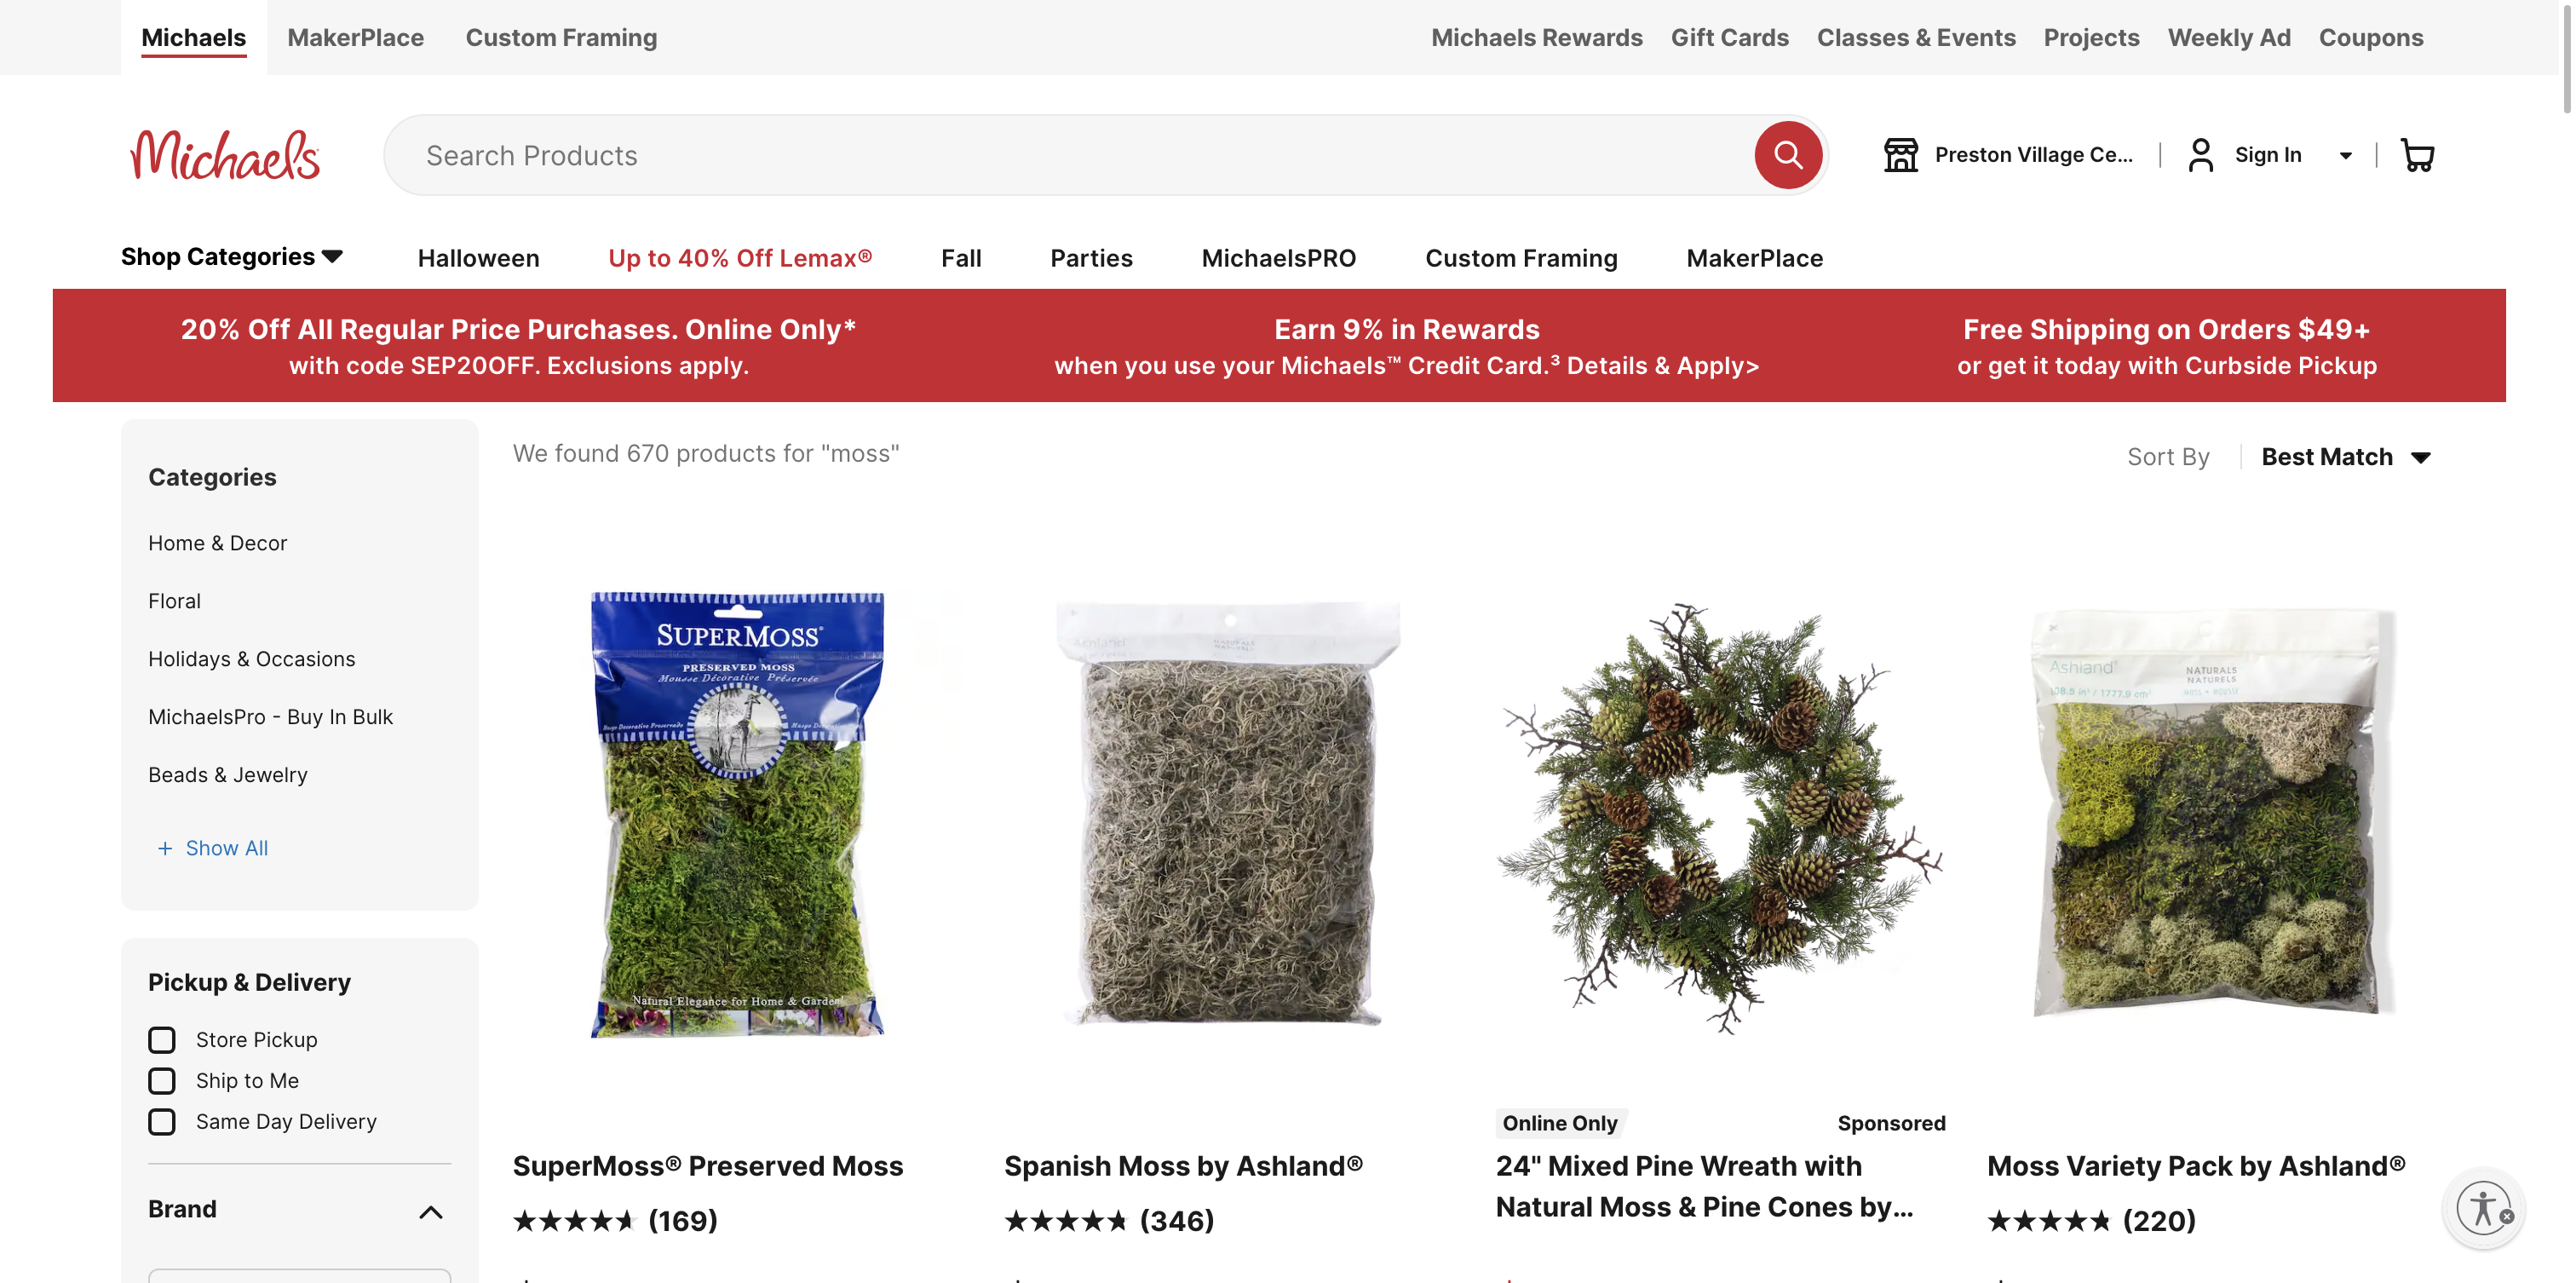 Michaels MakerPlace Custom Framing Michaels Rewards Gift Cards Classes & Events Projects Weekly Ad Coupons
Michaels Search Products Preston Village Ce... Sign In
Shop Categories Halloween Up to 40% Off Lemax® Fall Parties MichaelsPRO Custom Framing MakerPlace
20% Off All Regular Price Purchases. Online Only* Earn 9% in Rewards Free Shipping on Orders $49+
with code SEP20OFF. Exclusions apply. when you use your Michaels™ Credit Card.³ Details & Apply> or get it today with Curbside Pickup
We found 670 products for "moss" Sort By Best Match
Categories
Home & Decor
Floral
Holidays & Occasions
MichaelsPro - Buy In Bulk
Beads & Jewelry
+ Show All
Pickup & Delivery
Store Pickup
Ship to Me
Same Day Delivery
Brand
SUPERMOSS®
PRESERVED MOSS
Mousse Décorative Préservée
Natural Elegance for Home & Garden
Ashland
NATURALS
Ashland®
NATURALS
NATURELS
MOSS • MOUSSE
Online Only Sponsored
SuperMoss® Preserved Moss
(169)
Spanish Moss by Ashland®
(346)
24" Mixed Pine Wreath with
Natural Moss & Pine Cones by...
Moss Variety Pack by Ashland®
(220)